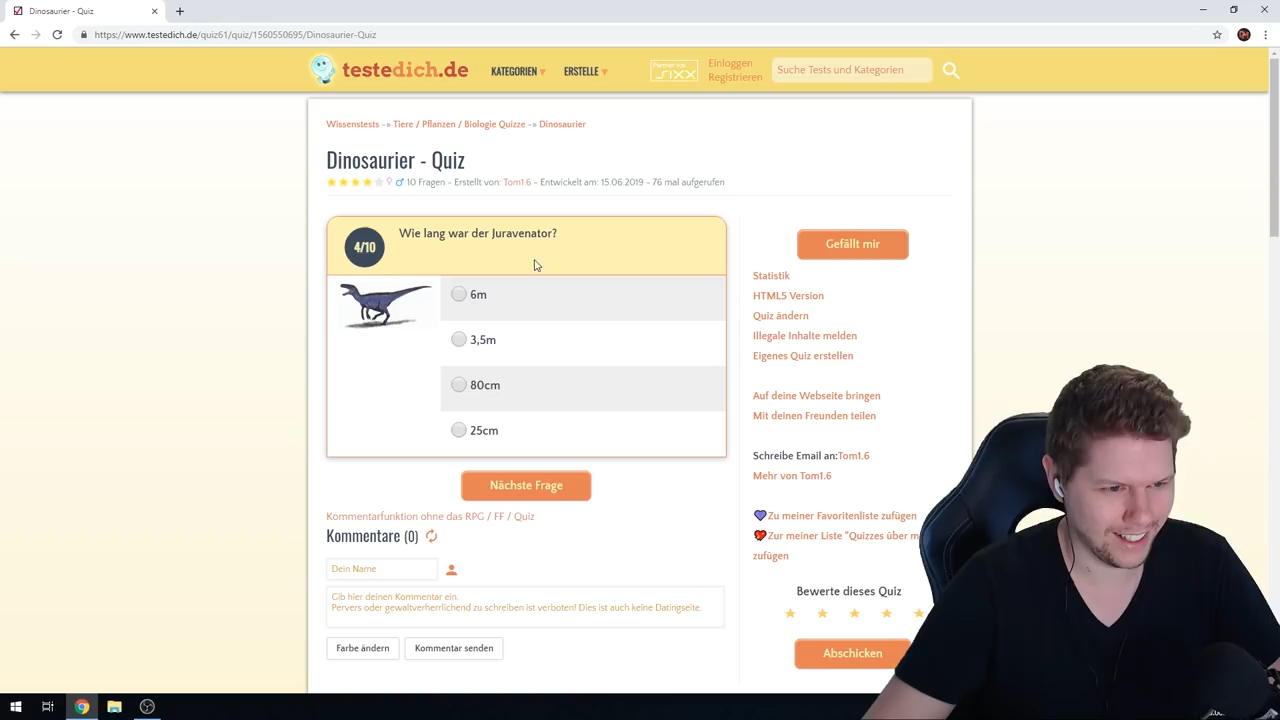 Dinosaurier - Quiz
https://www.testedich.de/quiz61/quiz/1560550695/Dinosaurier-Quiz
testedich.de
KATEGORIEN
ERSTELLE
Partner von
sixx
Einloggen
Registrieren
Suche Tests und Kategorien
Wissenstests -» Tiere / Pflanzen / Biologie Quizze -» Dinosaurier
Dinosaurier - Quiz
10 Fragen - Erstellt von: Tom1.6 - Entwickelt am: 15.06.2019 - 76 mal aufgerufen
4/10
Wie lang war der Juravenator?
6m
3,5m
80cm
25cm
Nächste Frage
Kommentarfunktion ohne das RPG / FF / Quiz
Kommentare (0)
Dein Name
Gib hier deinen Kommentar ein.
Pervers oder gewaltverherrlichend zu schreiben ist verboten! Dies ist auch keine Datingseite.
Farbe ändern
Kommentar senden
Gefällt mir
Statistik
HTML5 Version
Quiz ändern
Illegale Inhalte melden
Eigenes Quiz erstellen
Auf deine Webseite bringen
Mit deinen Freunden teilen
Schreibe Email an:Tom1.6
Mehr von Tom1.6
Zu meiner Favoritenliste zufügen
Zur meiner Liste "Quizzes über m
zufügen
Bewerte dieses Quiz
Abschicken